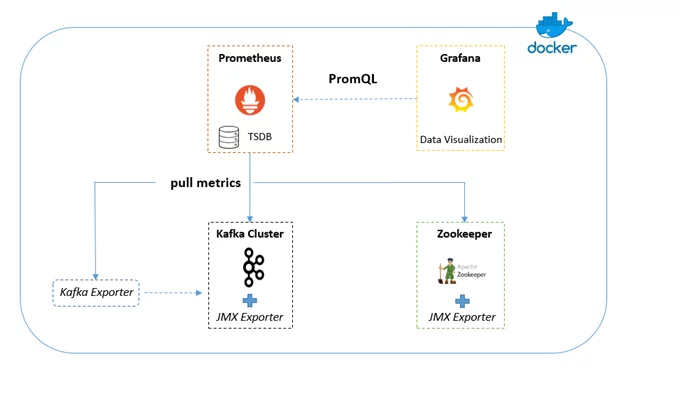 docker
Prometheus
Grafana
PromQL
TSDB
Data Visualization
pull metrics
Kafka Cluster
Zookeeper
Apache
Zookeeper
Kafka Exporter
JMX Exporter
JMX Exporter